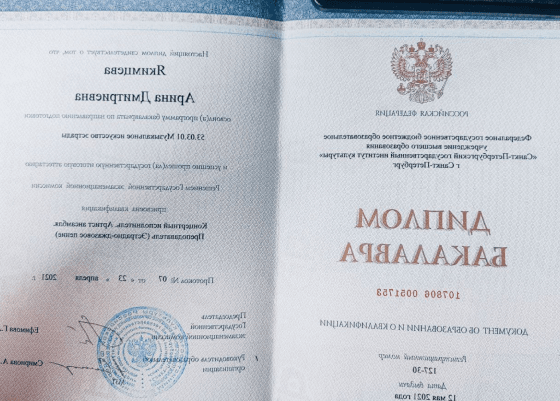 РОССИЙСКАЯ ФЕДЕРАЦИЯ
Федеральное государственное бюджетное образовательное
учреждение высшего образования
«Санкт-Петербургский государственный институт культуры»
г Санкт-Петербург
ДИПЛОМ
БАКАЛАВРА
107806 0051753
ДОКУМЕНТ ОБ ОБРАЗОВАНИИ И О КВАЛИФИКАЦИИ
Регистрационный номер
127-30
Дата выдачи
12 мая 2021 года
Настоящий диплом свидетельствует о том, что
Якимцева
Арина Дмитриевна
освоил(а) программу бакалавриата по направлению подготовки
53.03.01 Музыкальное искусство эстрады
и успешно прошёл(ла) государственную итоговую аттестацию
Решением Государственной экзаменационной комиссии
присвоена квалификация
Концертный исполнитель. Артист ансамбля.
Преподаватель (Эстрадно-джазовое пение)
Протокол № 07 от « 23 » апреля 2021 г.
Председатель
Государственной
экзаменационной комиссии
Ефимова Г.
Руководитель образовательной
организации
Смирнова А.
М.П.